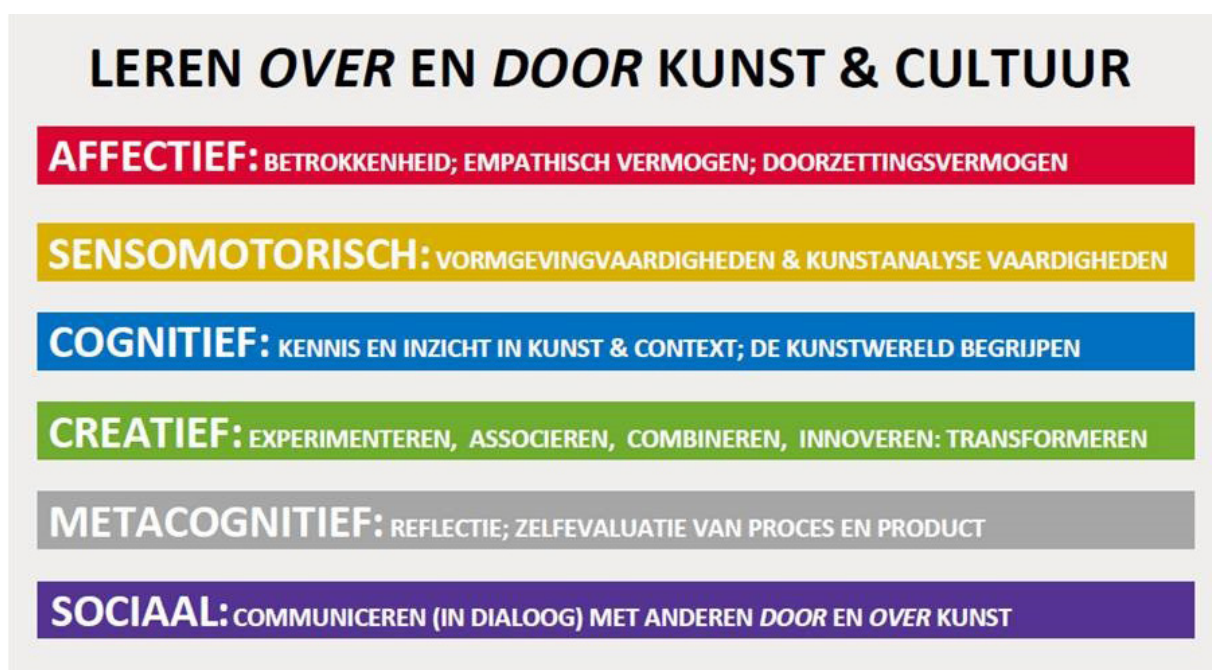 LEREN OVER EN DOOR KUNST & CULTUUR
AFFECTIEF: BETROKKENHEID; EMPATHISCH VERMOGEN; DOORZETTINGSVERMOGEN
SENSOMOTORISCH: VORMGEVINGVAARDIGHEDEN & KUNSTANALYSE VAARDIGHEDEN
COGNITIEF: KENNIS EN INZICHT IN KUNST & CONTEXT; DE KUNSTWERELD BEGRIJPEN
CREATIEF: EXPERIMENTEREN, ASSOCIEREN, COMBINEREN, INNOVEREN: TRANSFORMEREN
METACOGNITIEF: REFLECTIE; ZELFEVALUATIE VAN PROCES EN PRODUCT
SOCIAAL: COMMUNICEREN (IN DIALOOG) MET ANDEREN DOOR EN OVER KUNST